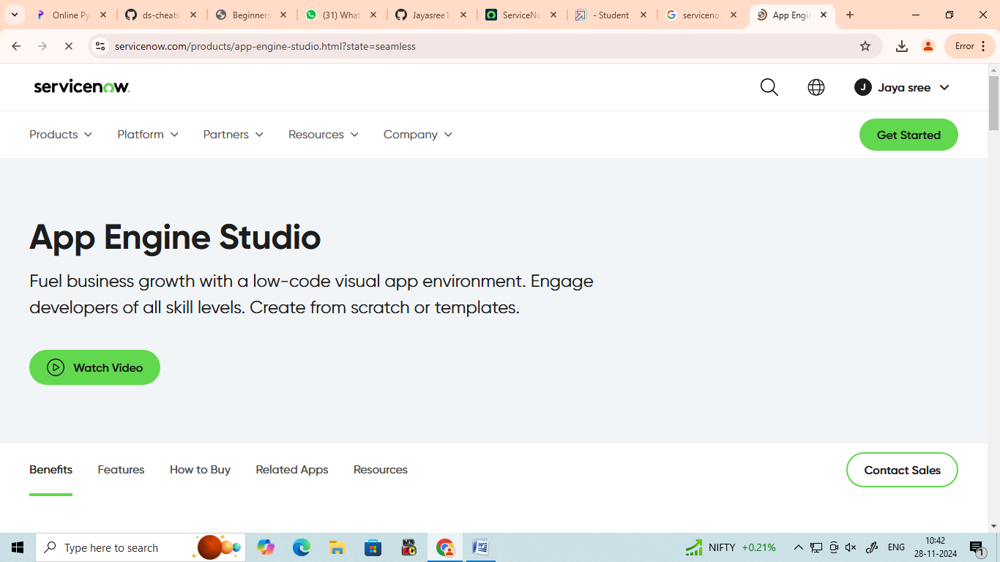 Online Py
ds-cheats
Beginners
(31) What
Jayasree1
ServiceNo
- Student
servicenow
App Engin
servicenow.com/products/app-engine-studio.html?state=seamless
Error
servicenow
J Jaya sree
Products
Platform
Partners
Resources
Company
Get Started
App Engine Studio
Fuel business growth with a low-code visual app environment. Engage
developers of all skill levels. Create from scratch or templates.
Watch Video
Benefits
Features
How to Buy
Related Apps
Resources
Contact Sales
Type here to search
NIFTY +0.21%
ENG
10:42
28-11-2024
1